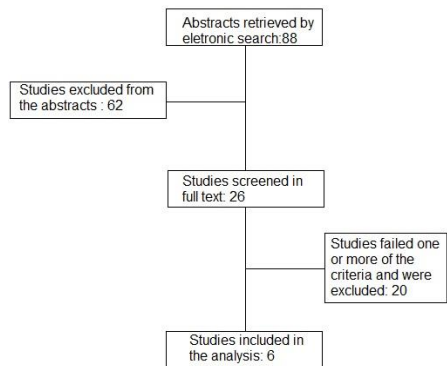 Abstracts retrieved by
eletronic search:88
Studies excluded from
the abstracts : 62
Studies screened in
full text: 26
Studies failed one
or more of the
criteria and were
excluded: 20
Studies included in
the analysis: 6